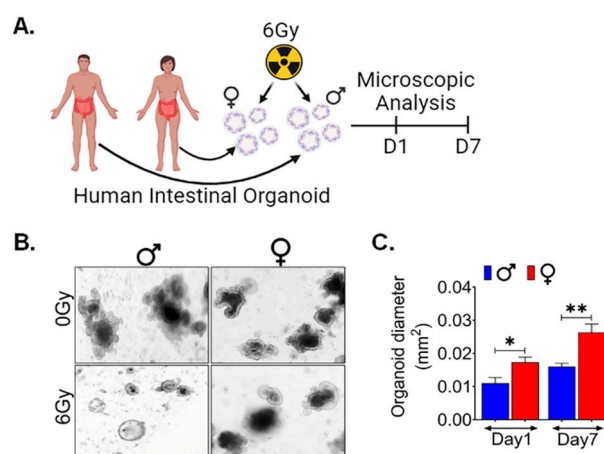 A.
6Gy
♀
♂
Microscopic
Analysis
D1 D7
Human Intestinal Organoid
B.
♂ ♀
0Gy
6Gy
C.
♂ ♀
Organoid diameter
(mm²)
0.04
0.03
0.02
0.01
0.00
*
**
Day1 Day7